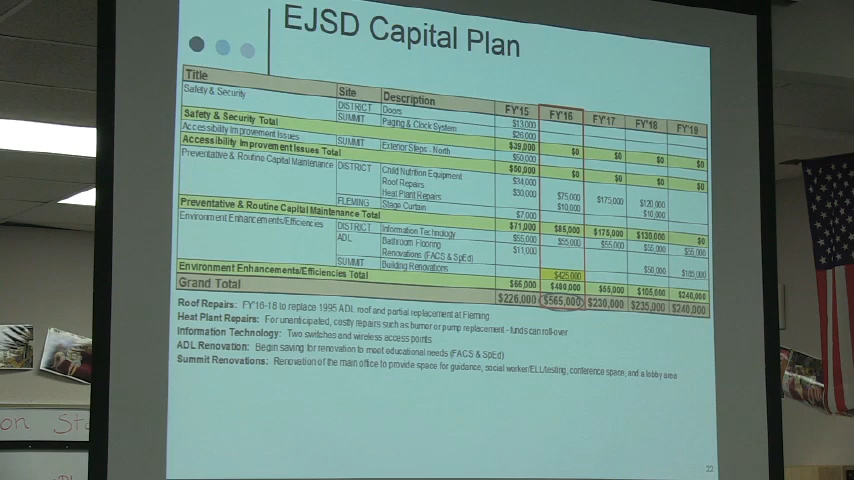 EJSD Capital Plan
Title Site Description FY'15 FY'16 FY'17 FY'18 FY'19
Safety & Security DISTRICT Doors $13,000
SUMMIT Paging & Clock System $26,000
Safety & Security Total $39,000 $0 $0 $0 $0
Accessibility Improvement Issues SUMMIT Exterior Steps - North $50,000
Accessibility Improvement Issues Total $50,000 $0 $0 $0 $0
Preventative & Routine Capital Maintenance DISTRICT Child Nutrition Equipment $34,000
Roof Repairs $30,000 $75,000 $175,000 $120,000
Heat Plant Repairs $10,000 $10,000
FLEMING Stage Curtain $7,000
Preventative & Routine Capital Maintenance Total $71,000 $85,000 $175,000 $130,000 $0
Environment Enhancements/Efficiencies DISTRICT Information Technology $55,000 $55,000 $55,000 $55,000 $55,000
ADL Bathroom Flooring $11,000
Renovations (FACS & SpEd) $50,000 $185,000
SUMMIT Building Renovations $425,000
Environment Enhancements/Efficiencies Total $66,000 $480,000 $55,000 $105,000 $240,000
Grand Total $226,000 $565,000 $230,000 $235,000 $240,000
Roof Repairs: FY'16-18 to replace 1995 ADL roof and partial replacement at Fleming
Heat Plant Repairs: For unanticipated, costly repairs such as burner or pump replacement - funds can roll-over
Information Technology: Two switches and wireless access points
ADL Renovation: Begin saving for renovation to meet educational needs (FACS & SpEd)
Summit Renovations: Renovation of the main office to provide space for guidance, social worker/ELL/testing, conference space, and a lobby area
22